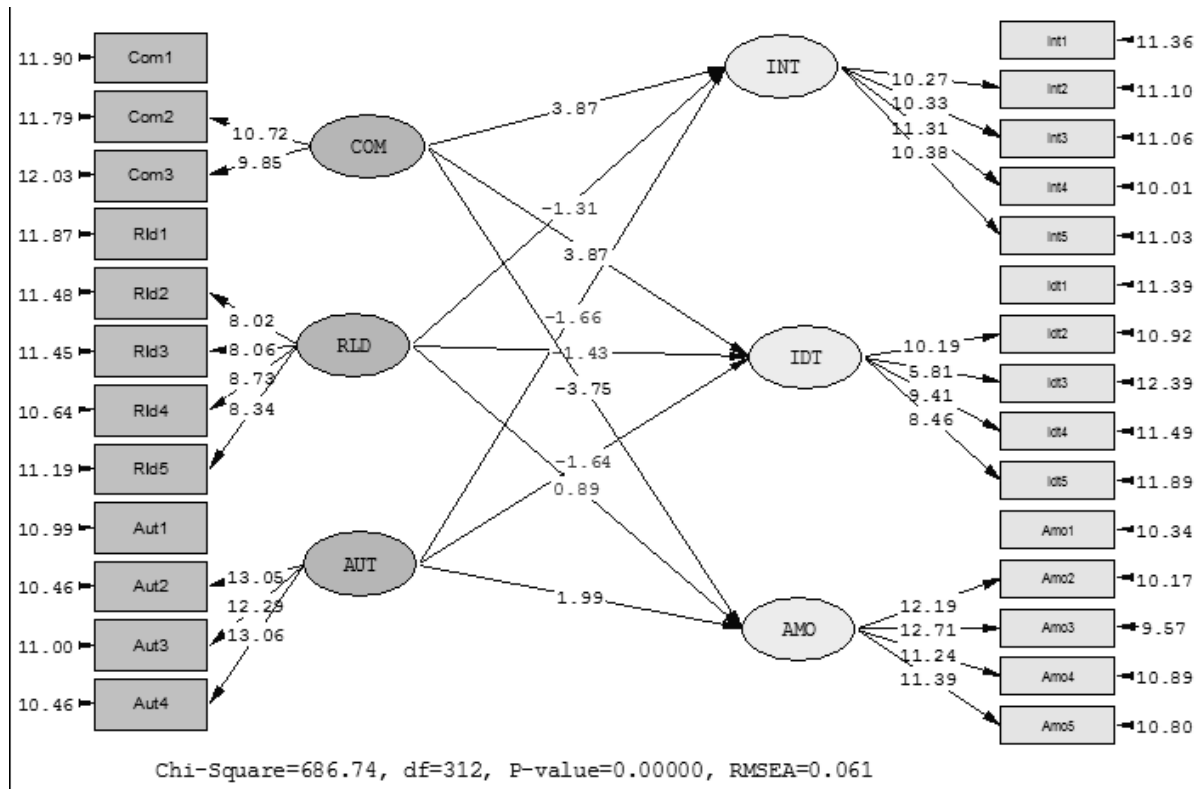 11.90 Com1
11.79 Com2
12.03 Com3
11.87 Rld1
11.48 Rld2
11.45 Rld3
10.64 Rld4
11.19 Rld5
10.99 Aut1
10.46 Aut2
11.00 Aut3
10.46 Aut4
10.72
9.85
8.02
8.06
8.73
8.34
13.05
12.29
13.06
COM
RLD
AUT
3.87
-1.31
3.87
-1.66
-1.43
-3.75
-1.64
0.89
1.99
INT
IDT
AMO
10.27
10.33
11.31
10.38
10.19
5.81
9.41
8.46
12.19
12.71
11.24
11.39
Int1 11.36
Int2 11.10
Int3 11.06
Int4 10.01
Int5 11.03
Idt1 11.39
Idt2 10.92
Idt3 12.39
Idt4 11.49
Idt5 11.89
Amo1 10.34
Amo2 10.17
Amo3 9.57
Amo4 10.89
Amo5 10.80
Chi-Square=686.74, df=312, P-value=0.00000, RMSEA=0.061